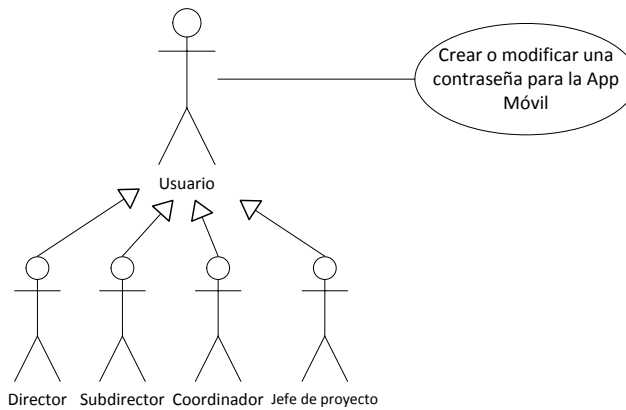 Crear o modificar una
contraseña para la App
Móvil
Usuario
Director Subdirector Coordinador Jefe de proyecto